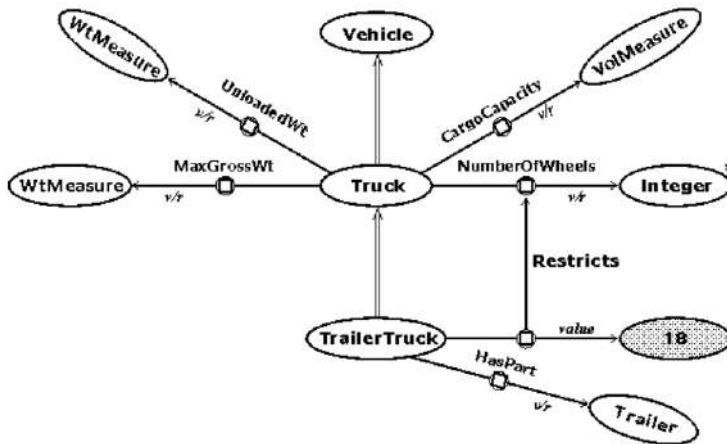 WtMeasure
Vehicle
VolMeasure
UnloadedWt
v/r
CargoCapacity
v/r
WtMeasure
v/r
MaxGrossWt
Truck
NumberOfWheels
v/r
Integer
Restricts
TrailerTruck
value
18
HasPart
v/r
Trailer